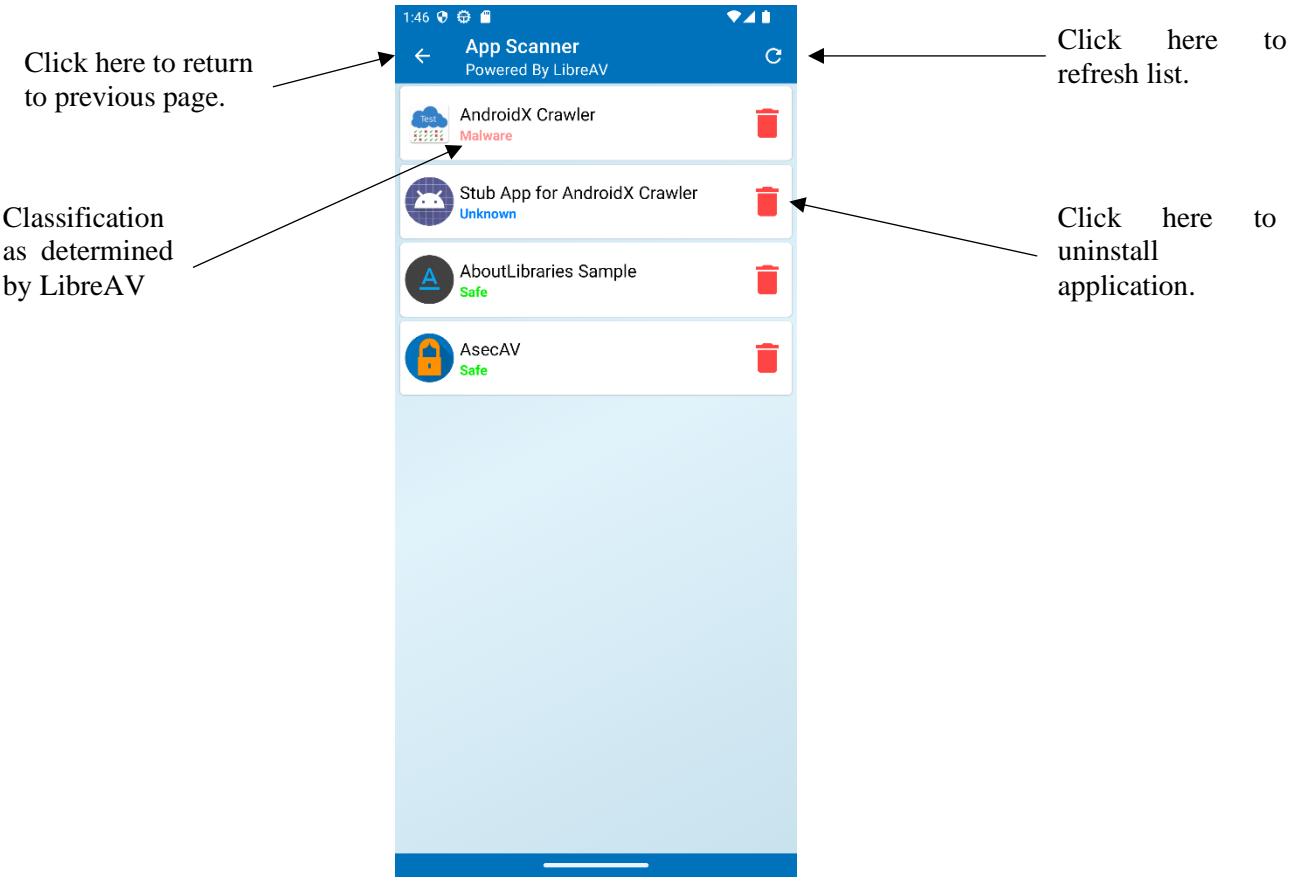 1:46
App Scanner
Powered By LibreAV
Click here to return
to previous page.
Click here to
refresh list.
Test
AndroidX Crawler
Malware
Stub App for AndroidX Crawler
Unknown
Classification
as determined
by LibreAV
Click here to
uninstall
application.
A
AboutLibraries Sample
Safe
AsecAV
Safe